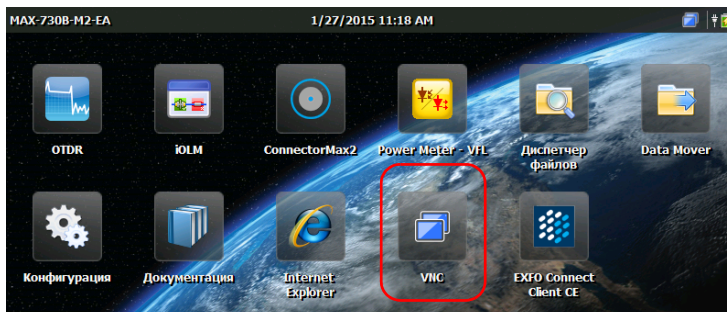 MAX-730B-M2-EA 1/27/2015 11:18 AM
OTDR iOLM ConnectorMax2 Power Meter - VFL Диспетчер файлов Data Mover
Конфигурация Документация Internet Explorer VNC EXFO Connect Client CE